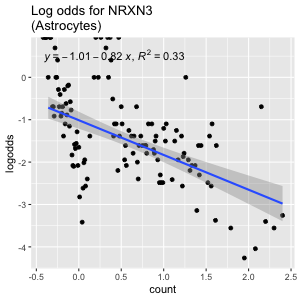 Log odds for NRXN3
(Astrocytes)
y = − 1.01 − 0.82 x, R² = 0.33
0
-1
-2
-3
-4
logodds
-0.5 0.0 0.5 1.0 1.5 2.0 2.5
count